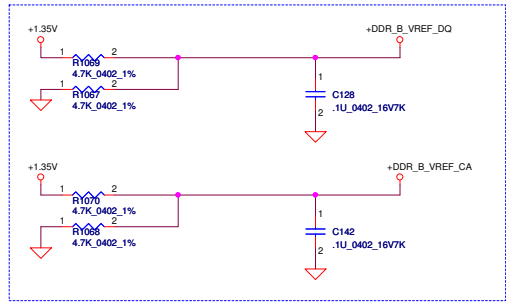 +1.35V
+DDR_B_VREF_DQ
1 2
R1069
4.7K_0402_1%
1 2
R1067
4.7K_0402_1%
1
C128
.1U_0402_16V7K
2
+1.35V
+DDR_B_VREF_CA
1 2
R1070
4.7K_0402_1%
1 2
R1068
4.7K_0402_1%
1
C142
.1U_0402_16V7K
2